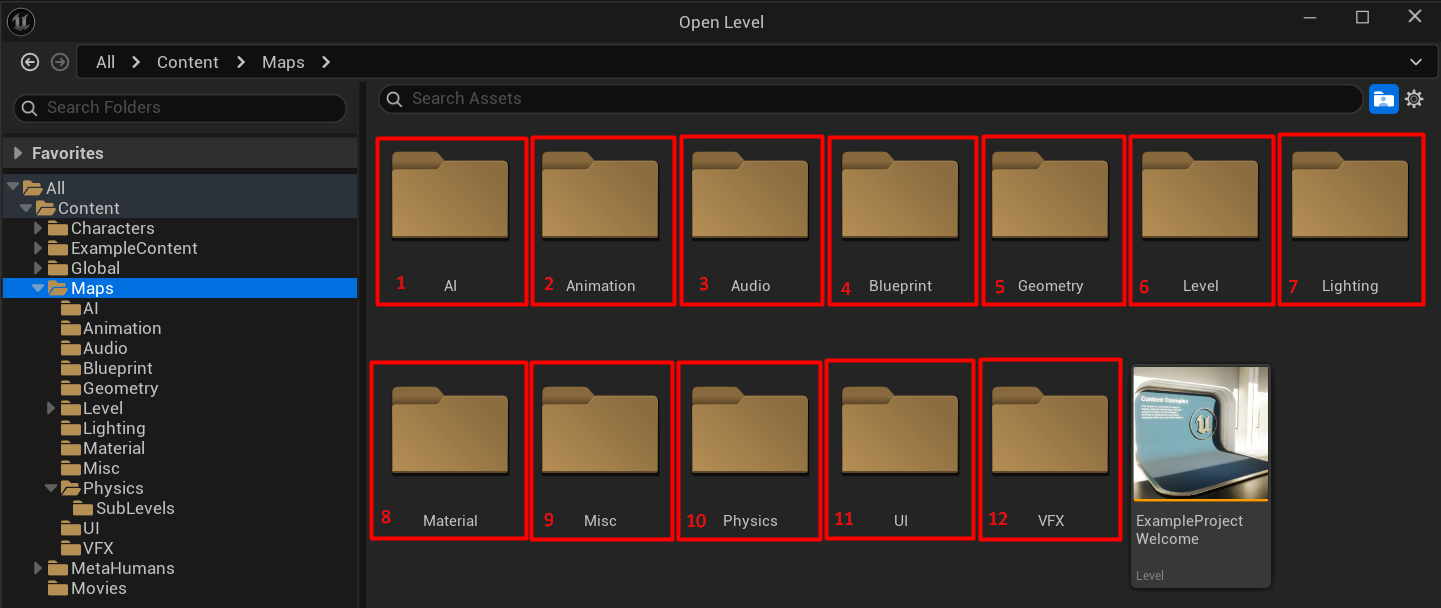 Open Level
All > Content > Maps >
Search Folders
Search Assets
Favorites
All
Content
Characters
ExampleContent
Global
Maps
AI
Animation
Audio
Blueprint
Geometry
Level
Lighting
Material
Misc
Physics
SubLevels
UI
VFX
MetaHumans
Movies
1 AI
2 Animation
3 Audio
4 Blueprint
5 Geometry
6 Level
7 Lighting
8 Material
9 Misc
10 Physics
11 UI
12 VFX
Content Examples
ExampleProject
Welcome
Level